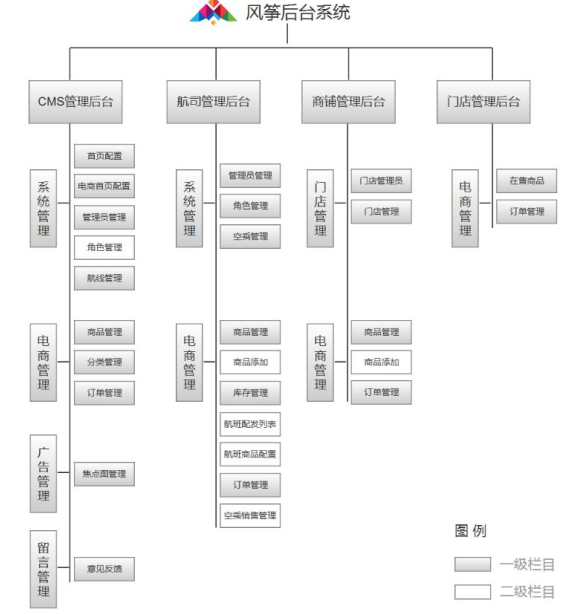 风筝后台系统
CMS管理后台
航司管理后台
商铺管理后台
门店管理后台
系统管理
首页配置
电商首页配置
管理员管理
角色管理
航线管理
电商管理
商品管理
分类管理
订单管理
广告管理
焦点图管理
留言管理
意见反馈
系统管理
管理员管理
角色管理
空乘管理
电商管理
商品管理
商品添加
库存管理
航班配发列表
航班商品配置
订单管理
空乘销售管理
门店管理
门店管理员
门店管理
电商管理
商品管理
商品添加
订单管理
电商管理
在售商品
订单管理
图例
一级栏目
二级栏目